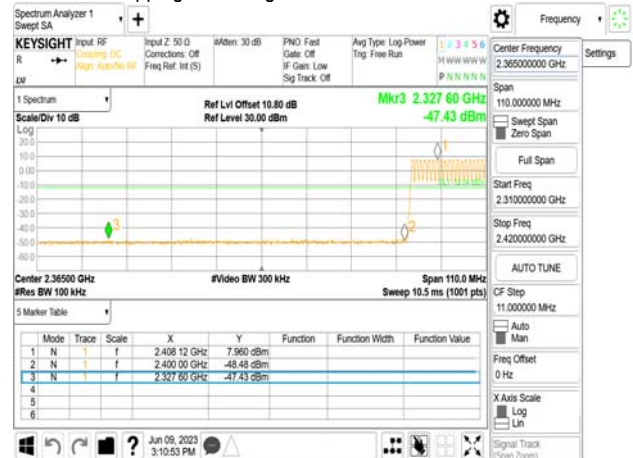 Spectrum Analyzer 1
Swept SA
+
Frequency
KEYSIGHT
Input: RF
Coupling: DC
Align: Auto/No RF
Input Z: 50 Ω
Corrections: Off
Freq Ref: Int (S)
#Atten: 30 dB
PNO: Fast
Gate: Off
IF Gain: Low
Sig Track: Off
Avg Type: Log-Power
Trig: Free Run
1 2 3 4 5 6
M W W W W W
P N N N N N
R
LV
Center Frequency
2.365000000 GHz
Settings
Span
110.000000 MHz
Swept Span
Zero Span
Full Span
Start Freq
2.310000000 GHz
Stop Freq
2.420000000 GHz
AUTO TUNE
CF Step
11.000000 MHz
Auto
Man
Freq Offset
0 Hz
X Axis Scale
Log
Lin
Signal Track
(Span Zoom)
1 Spectrum
Scale/Div 10 dB
Ref Lvl Offset 10.80 dB
Ref Level 30.00 dBm
Mkr3 2.327 60 GHz
-47.43 dBm
Log
20.0
10.0
0.00
-10.0
-20.0
-30.0
-40.0
-50.0
-60.0
1
2
3
Center 2.36500 GHz
#Res BW 100 kHz
#Video BW 300 kHz
Span 110.0 MHz
Sweep 10.5 ms (1001 pts)
5 Marker Table
Mode Trace Scale X Y Function Function Width Function Value
1 N 1 f 2.408 12 GHz 7.960 dBm
2 N 1 f 2.400 00 GHz -48.48 dBm
3 N 1 f 2.327 60 GHz -47.43 dBm
4
5
6
?
Jun 09, 2023
3:10:53 PM